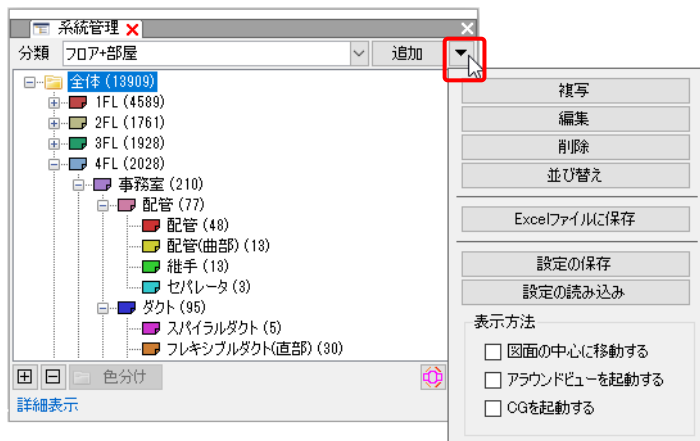 系統管理
分類 フロア+部屋 追加
全体 (13909)
1FL (4589)
2FL (1761)
3FL (1928)
4FL (2028)
事務室 (210)
配管 (77)
配管 (48)
配管(曲部) (13)
継手 (13)
セパレータ (3)
ダクト (95)
スパイラルダクト (5)
フレキシブルダクト(直部) (30)
色分け
詳細表示
複写
編集
削除
並び替え
Excelファイルに保存
設定の保存
設定の読み込み
表示方法
図面の中心に移動する
アラウンドビューを起動する
CGを起動する